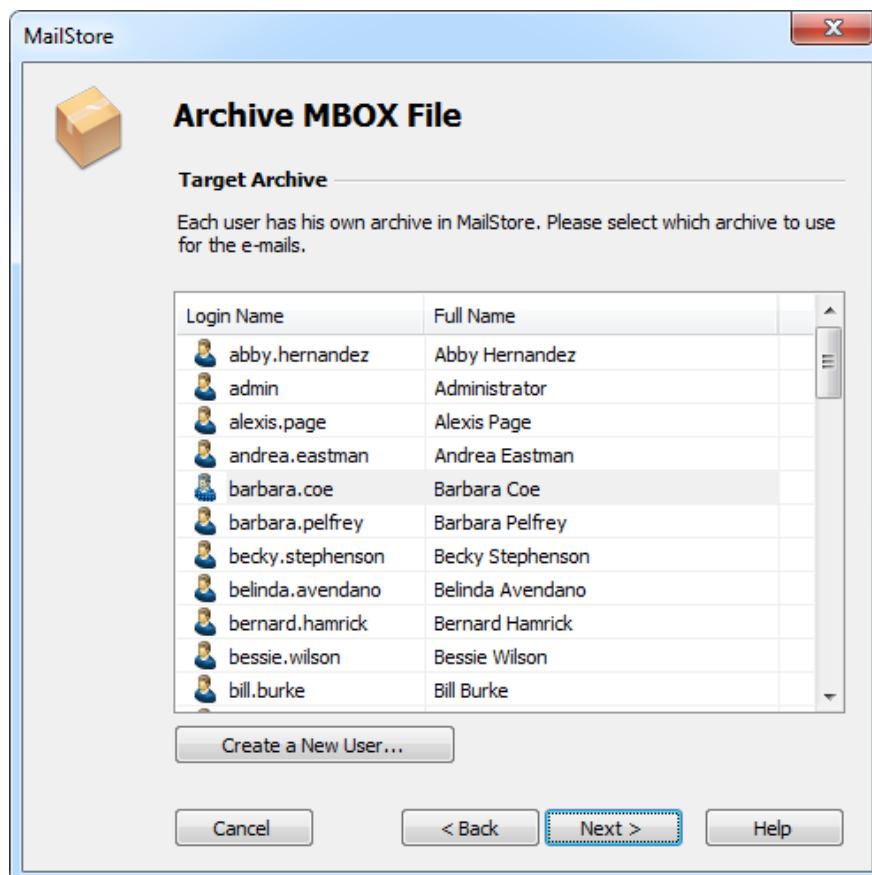 MailStore
Archive MBOX File
Target Archive
Each user has his own archive in MailStore. Please select which archive to use
for the e-mails.
Login Name Full Name
abby.hernandez Abby Hernandez
admin Administrator
alexis.page Alexis Page
andrea.eastman Andrea Eastman
barbara.coe Barbara Coe
barbara.pelfrey Barbara Pelfrey
becky.stephenson Becky Stephenson
belinda.avendano Belinda Avendano
bernard.hamrick Bernard Hamrick
bessie.wilson Bessie Wilson
bill.burke Bill Burke
Create a New User...
Cancel < Back Next > Help